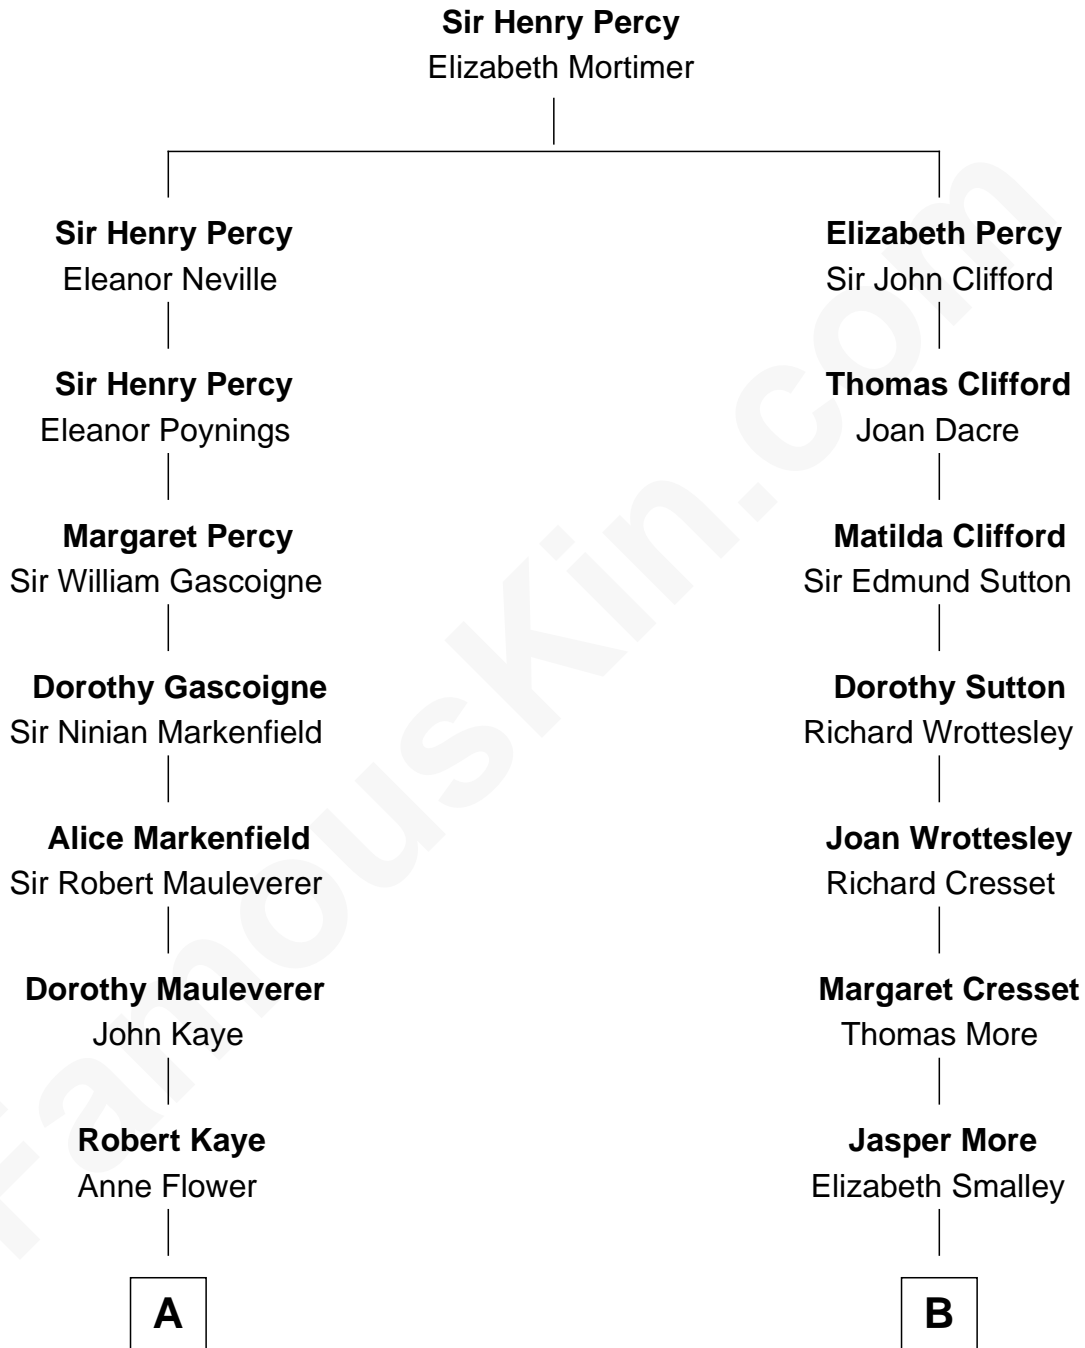 Sir Henry Percy
Elizabeth Mortimer
Sir Henry Percy
Eleanor Neville
Sir Henry Percy
Eleanor Poynings
Margaret Percy
Sir William Gascoigne
Dorothy Gascoigne
Sir Ninian Markenfield
Alice Markenfield
Sir Robert Mauleverer
Dorothy Mauleverer
John Kaye
Robert Kaye
Anne Flower
A
Elizabeth Percy
Sir John Clifford
Thomas Clifford
Joan Dacre
Matilda Clifford
Sir Edmund Sutton
Dorothy Sutton
Richard Wrottesley
Joan Wrottesley
Richard Cresset
Margaret Cresset
Thomas More
Jasper More
Elizabeth Smalley
B
FamousKin.com